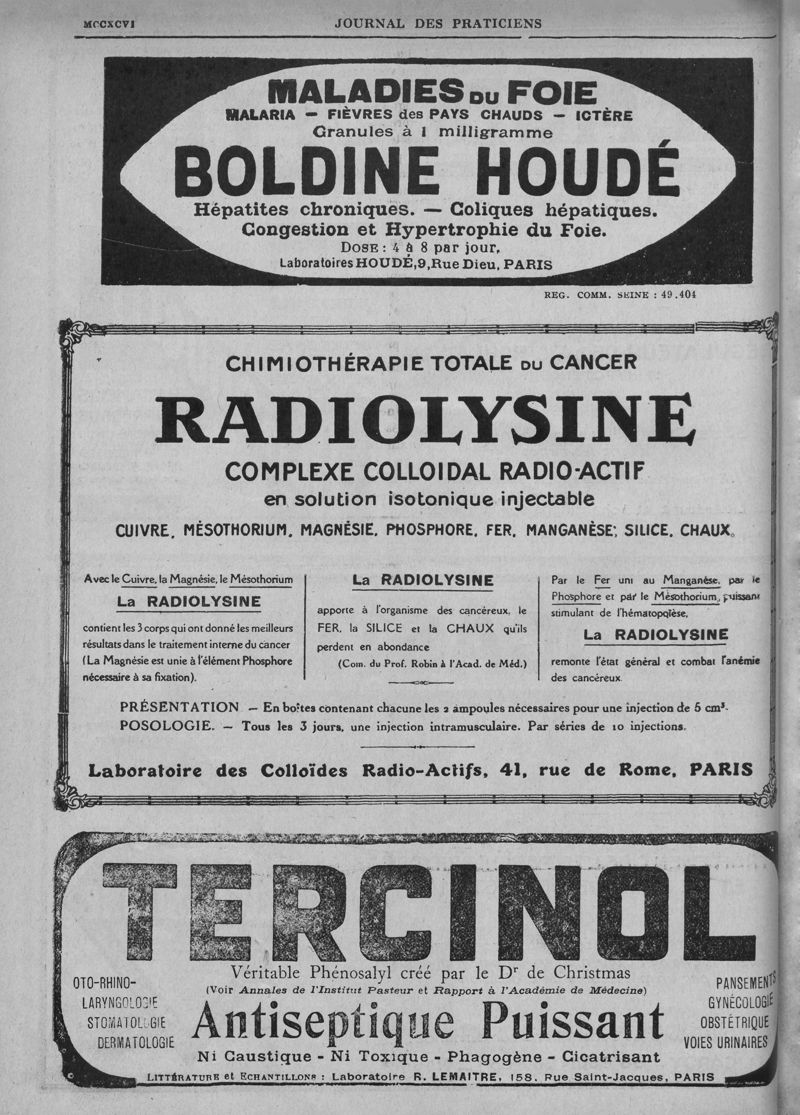 MCCXCVI
JOURNAL DES PRATICIENS
MALADIES DU FOIE
MALARIA — FIÈVRES des PAYS CHAUDS — ICTÈRE
Granules à 1 milligramme
BOLDINE HOUDÉ
Hépatites chroniques. — Coliques hépatiques.
Congestion et Hypertrophie du Foie.
DOSE : 4 à 8 par jour,
Laboratoires HOUDÉ, 9, Rue Dieu, PARIS
REG. COMM. SEINE : 49.404
CHIMIOTHÉRAPIE TOTALE DU CANCER
RADIOLYSINE
COMPLEXE COLLOIDAL RADIO-ACTIF
en solution isotonique injectable
CUIVRE, MÉSOTHORIUM, MAGNÉSIE, PHOSPHORE, FER, MANGANÈSE, SILICE, CHAUX.
Avec le Cuivre, la Magnésie, le Mésothorium
La RADIOLYSINE
contient les 3 corps qui ont donné les meilleurs
résultats dans le traitement interne du cancer
(La Magnésie est unie à l'élément Phosphore
nécessaire à sa fixation).
La RADIOLYSINE
apporte à l'organisme des cancéreux, le
FER, la SILICE et la CHAUX qu'ils
perdent en abondance
(Com. du Prof. Robin à l'Acad. de Méd.)
Par le Fer uni au Manganèse, par le
Phosphore et par le Mésothorium, puissant
stimulant de l'hématopoïèse,
La RADIOLYSINE
remonte l'état général et combat l'anémie
des cancéreux.
PRÉSENTATION — En boîtes contenant chacune les 2 ampoules nécessaires pour une injection de 5 cm³.
POSOLOGIE. — Tous les 3 jours, une injection intramusculaire. Par séries de 10 injections.
Laboratoire des Colloïdes Radio-Actifs, 41, rue de Rome, PARIS
TERCINOL
Véritable Phénosalyl créé par le Dr de Christmas
(Voir Annales de l'Institut Pasteur et Rapport à l'Académie de Médecine)
OTO-RHINO-
LARYNGOLOGIE
STOMATOLOGIE
DERMATOLOGIE
Antiseptique Puissant
PANSEMENTS
GYNÉCOLOGIE
OBSTÉTRIQUE
VOIES URINAIRES
Ni Caustique - Ni Toxique - Phagogène - Cicatrisant
LITTÉRATURE et ECHANTILLONS : Laboratoire R. LEMAITRE, 158, Rue Saint-Jacques, PARIS